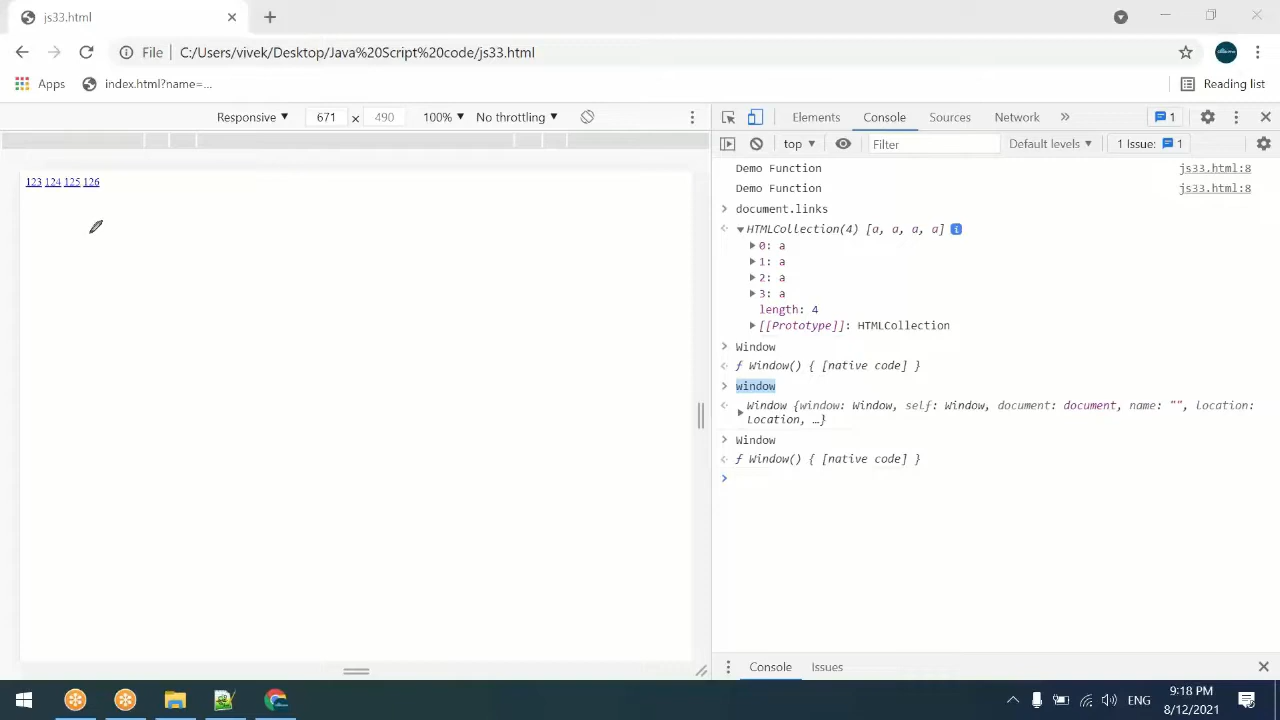 js33.html
File | C:/Users/vivek/Desktop/Java%20Script%20code/js33.html
Apps index.html?name=... Reading list
Responsive ▼ 671 x 490 100% ▼ No throttling ▼
Elements Console Sources Network » 1
top ▼ Filter Default levels ▼ 1 Issue: 1
123 124 125 126
Demo Function js33.html:8
Demo Function js33.html:8
> document.links
HTMLCollection(4) [a, a, a, a] i
0: a
1: a
2: a
3: a
length: 4
[[Prototype]]: HTMLCollection
> Window
ƒ Window() { [native code] }
> window
Window {window: Window, self: Window, document: document, name: "", location:
Location, …}
> Window
ƒ Window() { [native code] }
>
Console Issues
ENG 9:18 PM
8/12/2021